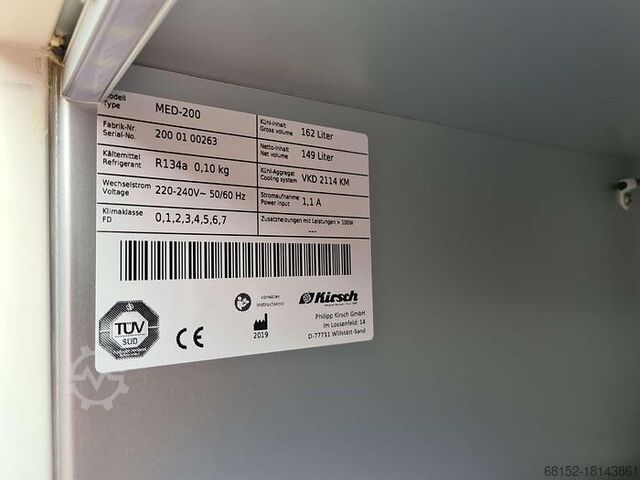 Modell
Type
MED-200
Kühl-Inhalt
Gross volume
162 Liter
Fabrik-Nr.
Serial-No.
200 01 00263
Netto-Inhalt
Net volume
149 Liter
Kältemittel
Refrigerant
R134a 0,10 kg
Kühl-Aggregat
Cooling system
VKD 2114 KM
Wechselstrom
Voltage
220-240V~ 50/60 Hz
Stromaufnahme
Power input
1,1 A
Klimaklasse
FD
0,1,2,3,4,5,6,7
Zusatzheizungen mit Leistungen > 100W
---
consider
instructions!
Kirsch
TÜV
SÜD
CE
2019
Philipp Kirsch GmbH
Im Lossenfeld: 14
D-77731 Willstätt-Sand
68152-18143861